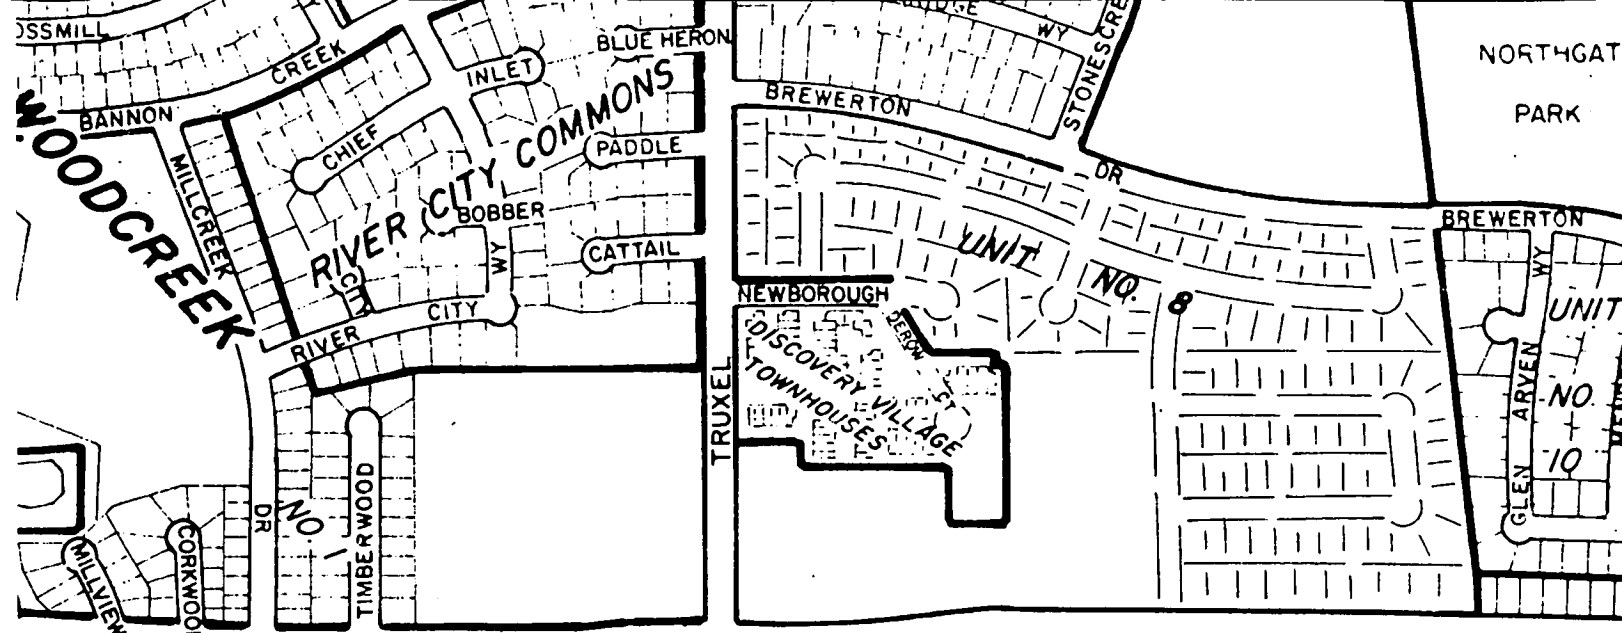 OSSMILL
CREEK
BANNON
WOODCREEK
MILLCREEK
CHIEF
INLET
BLUE HERON
RIVER CITY COMMONS
PADDLE
BOBBER
WY
CATTAIL
CITY
RIVER CITY
DR
NO 1
TIMBERWOOD
CORKWOO
MILLVIEW
TRUXEL
WY
STONESCRE
BREWERTON
DR
UNIT NO. 8
NEWBOROUGH
DISCOVERY VILLAGE
TOWNHOUSES
CT
NORTHGAT
PARK
BREWERTON
GLEN ARVEN WY
UNIT
NO.
10